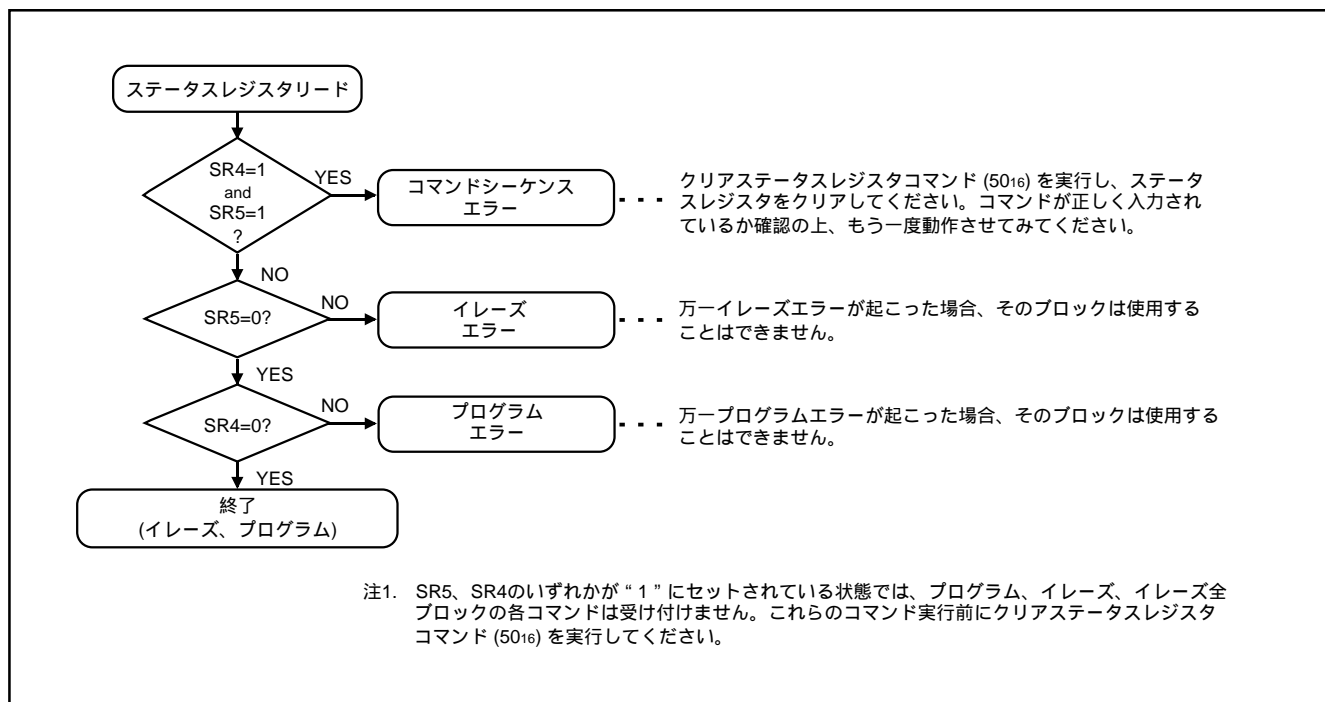 ステータスレジスタリード
SR4=1
and
SR5=1
?
YES
コマンドシーケンス
エラー
クリアステータスレジスタコマンド (5016) を実行し、ステータ
スレジスタをクリアしてください。コマンドが正しく入力され
ているか確認の上、もう一度動作させてみてください。
NO
SR5=0?
NO
イレーズ
エラー
万一イレーズエラーが起こった場合、そのブロックは使用する
ことはできません。
YES
SR4=0?
NO
プログラム
エラー
万一プログラムエラーが起こった場合、そのブロックは使用する
ことはできません。
YES
終了
(イレーズ、プログラム)
注1. SR5、SR4のいずれかが “ 1 ” にセットされている状態では、プログラム、イレーズ、イレーズ全
ブロックの各コマンドは受け付けません。これらのコマンド実行前にクリアステータスレジスタ
コマンド (5016) を実行してください。